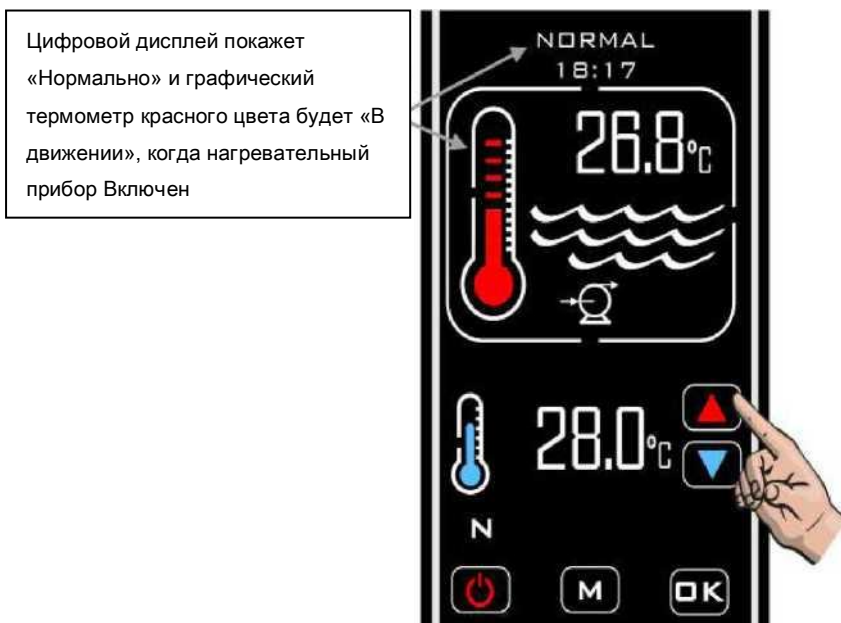 Цифровой дисплей покажет
«Нормально» и графический
термометр красного цвета будет «В
движении», когда нагревательный
прибор Включен
NORMAL
18:17
26.8°C
28.0°C
N
M
OK